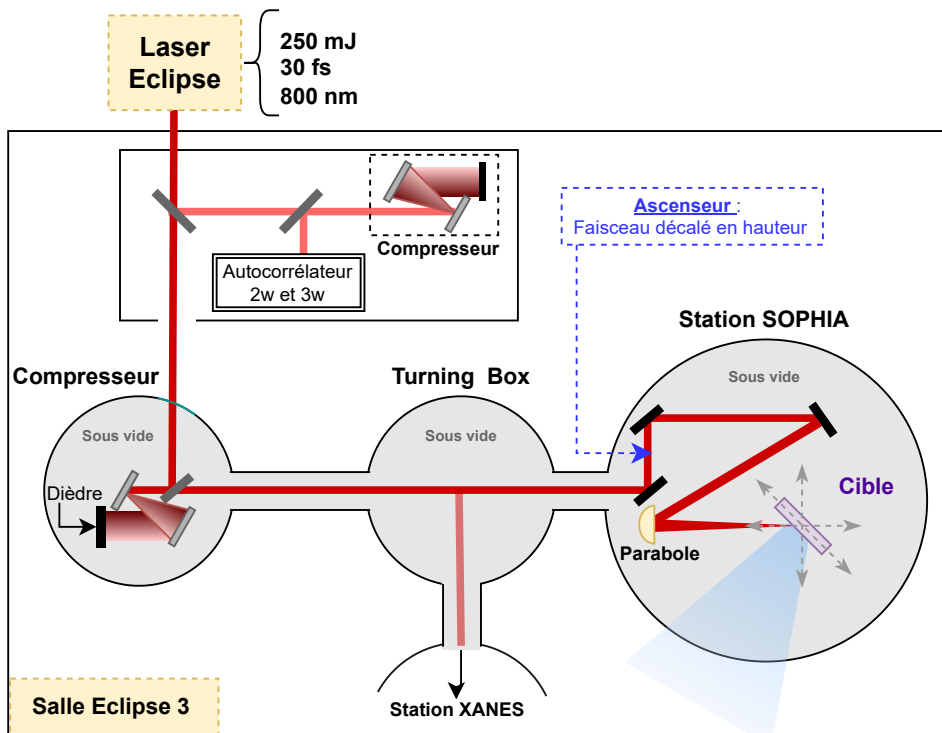 Laser
Eclipse
250 mJ
30 fs
800 nm
Compresseur
Autocorrélateur
2w et 3w
Ascenseur :
Faisceau décalé en hauteur
Station SOPHIA
Compresseur
Turning Box
Sous vide
Sous vide
Sous vide
Dièdre
Cible
Parabole
Station XANES
Salle Eclipse 3